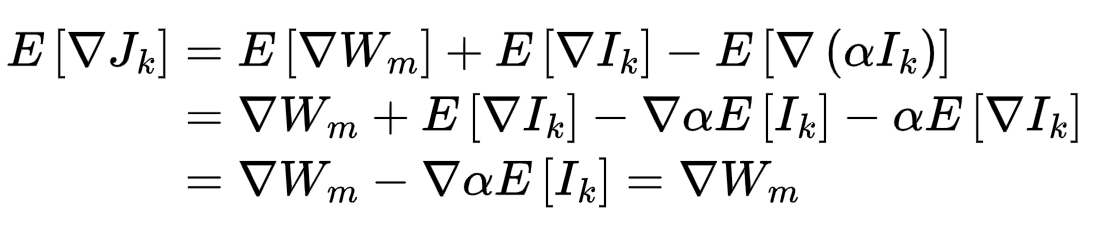 E [∇J_k] = E [∇W_m] + E [∇I_k] − E [∇ (αI_k)]
= ∇W_m + E [∇I_k] − ∇αE [I_k] − αE [∇I_k]
= ∇W_m − ∇αE [I_k] = ∇W_m